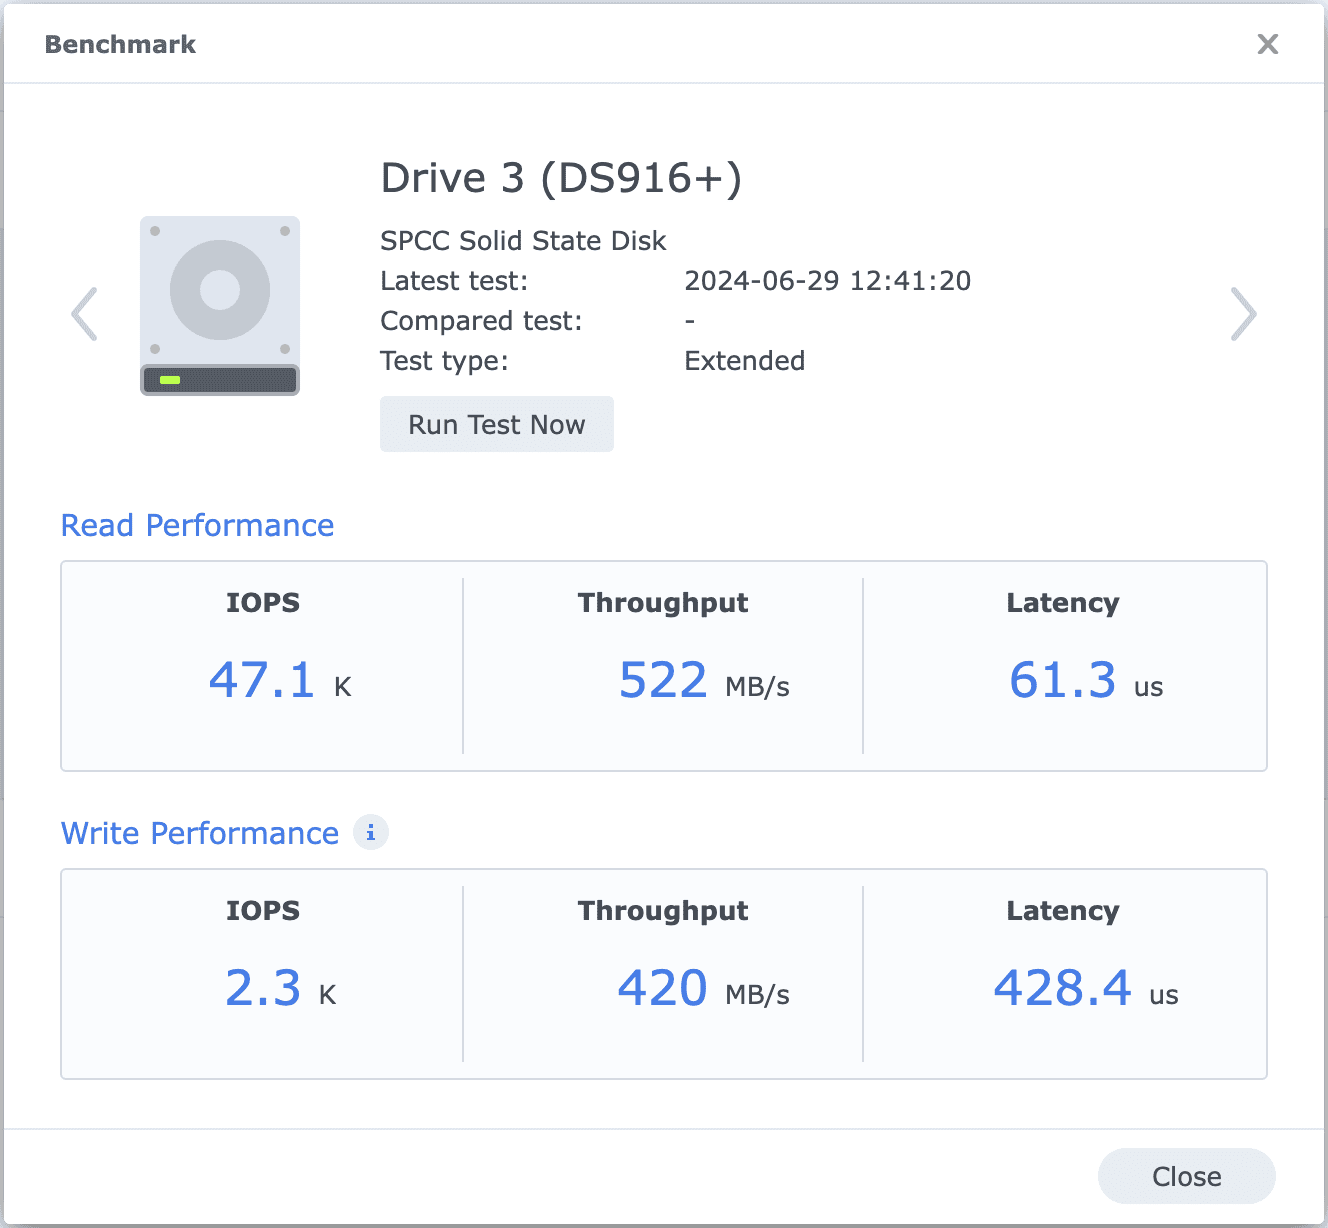 Benchmark
Drive 3 (DS916+)
SPCC Solid State Disk
Latest test: 2024-06-29 12:41:20
Compared test: -
Test type: Extended
Run Test Now
Read Performance
IOPS Throughput Latency
47.1 K 522 MB/s 61.3 us
Write Performance i
IOPS Throughput Latency
2.3 K 420 MB/s 428.4 us
Close